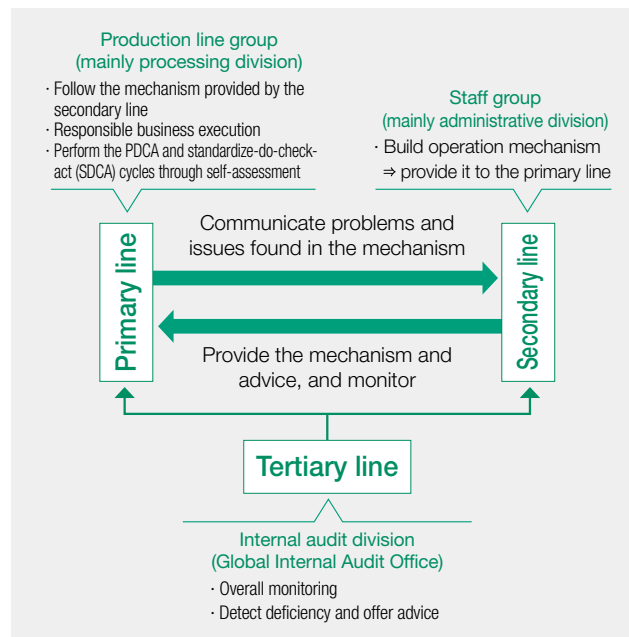 Production line group
(mainly processing division)
· Follow the mechanism provided by the
secondary line
· Responsible business execution
· Perform the PDCA and standardize-do-check-
act (SDCA) cycles through self-assessment
Staff group
(mainly administrative division)
· Build operation mechanism
⇒ provide it to the primary line
Primary line
Communicate problems and
issues found in the mechanism
Provide the mechanism and
advice, and monitor
Secondary line
Tertiary line
Internal audit division
(Global Internal Audit Office)
· Overall monitoring
· Detect deficiency and offer advice